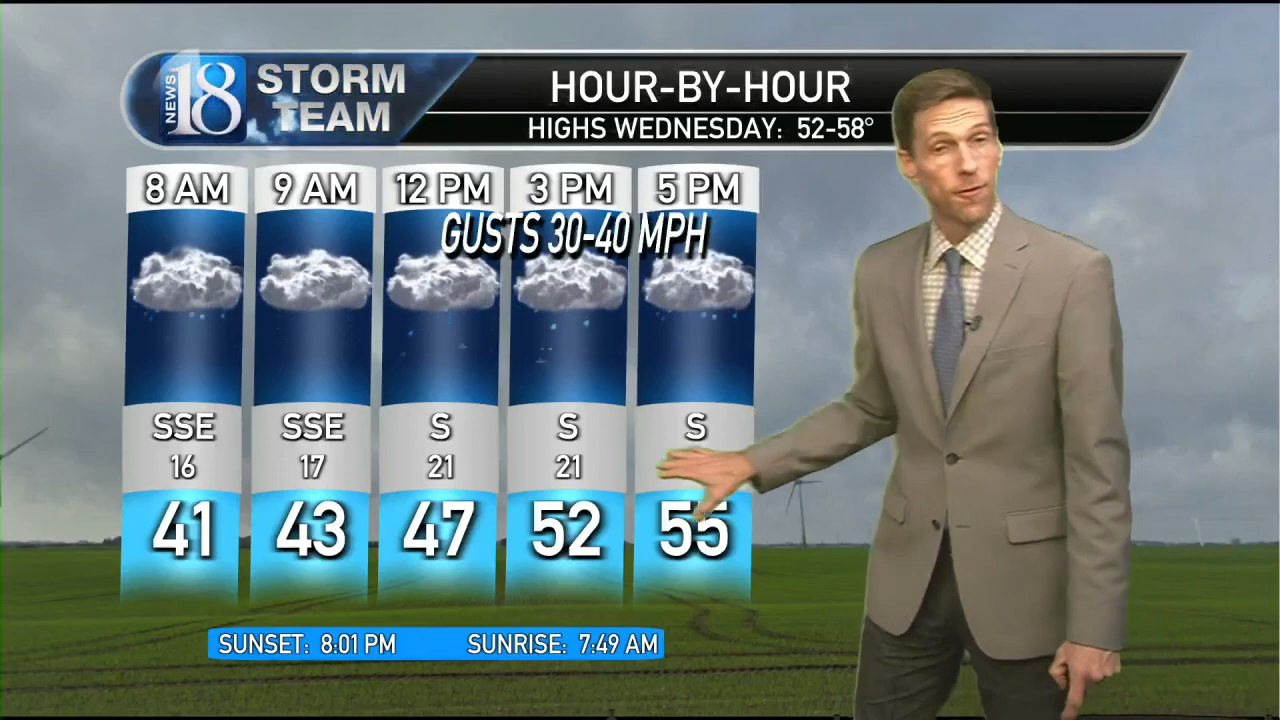 NEWS 18 STORM TEAM
HOUR-BY-HOUR
HIGHS WEDNESDAY: 52-58°
8 AM 9 AM 12 PM 3 PM 5 PM
GUSTS 30-40 MPH
SSE SSE S S S
16 17 21 21
41 43 47 52 55
SUNSET: 8:01 PM SUNRISE: 7:49 AM